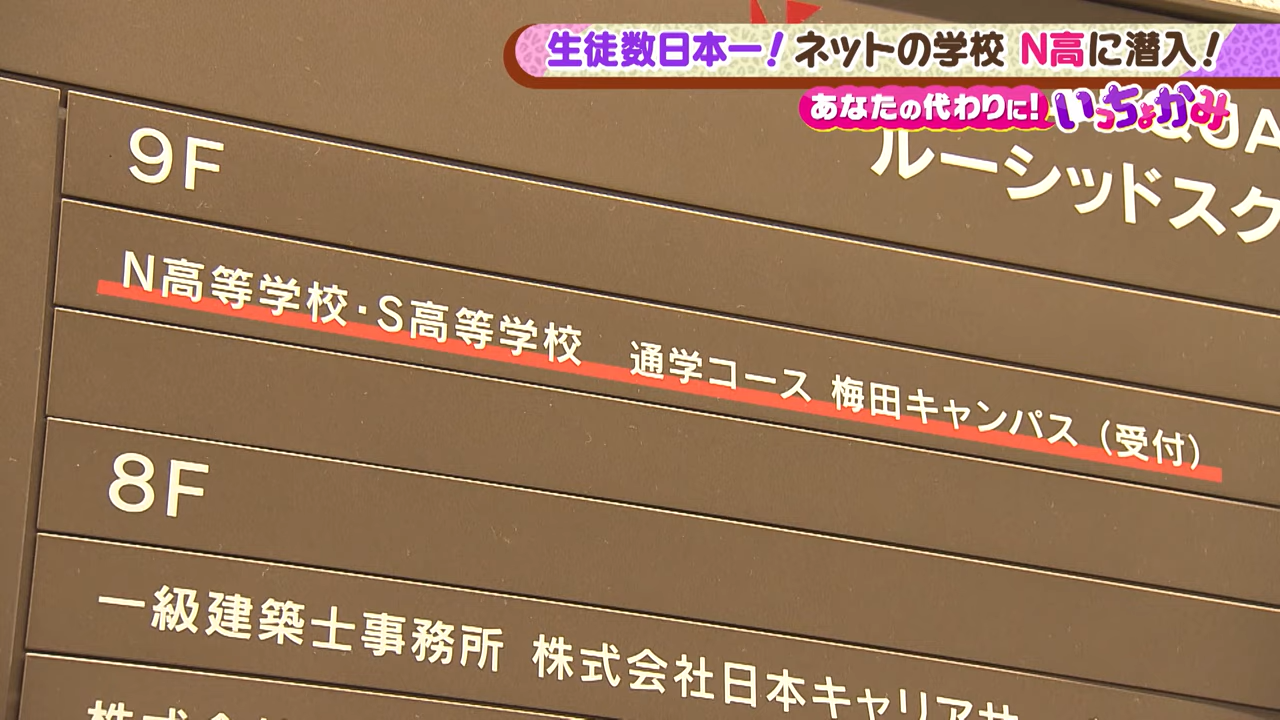 生徒数日本一！ネットの学校 N高に潜入！
あなたの代わりに！いっちょかみ
ルーシッドスク
9F
N高等学校・S高等学校 通学コース 梅田キャンパス（受付）
8F
一級建築士事務所 株式会社日本キャリアサ